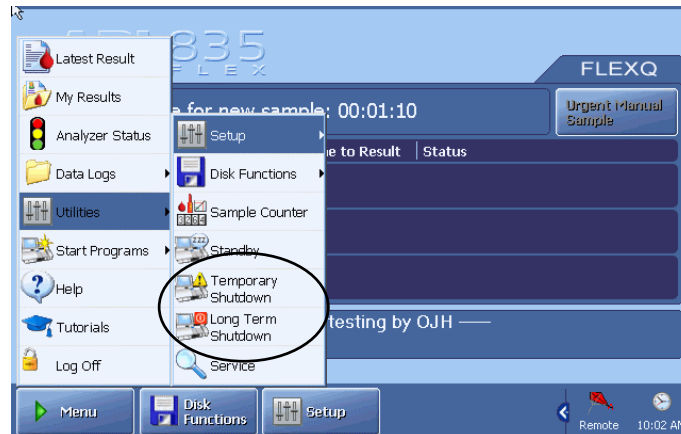 835
FLEX
FLEXQ
for new sample: 00:01:10
Urgent Manual
Sample
to Result
Status
Latest Result
My Results
Analyzer Status
Data Logs
Utilities
Start Programs
Help
Tutorials
Log Off
Setup
Disk Functions
Sample Counter
Standby
Temporary
Shutdown
Long Term
Shutdown
Service
testing by OJH
Menu
Disk
Functions
Setup
Remote
10:02 AM